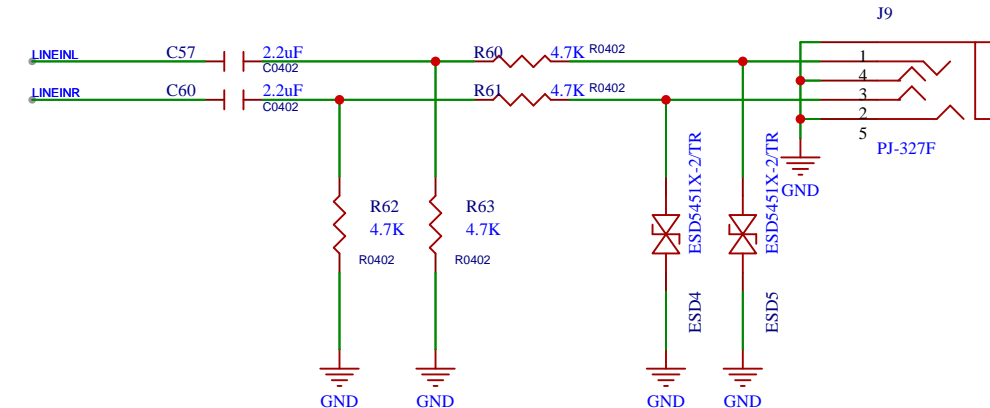 J9
LINEINL
C57
2.2uF
C0402
R60
4.7K
R0402
1
4
LINEINR
C60
2.2uF
C0402
R61
4.7K
R0402
3
2
5
PJ-327F
GND
ESD5451X-2/TR
ESD5451X-2/TR
R62
4.7K
R0402
R63
4.7K
R0402
ESD4
ESD5
GND
GND
GND
GND